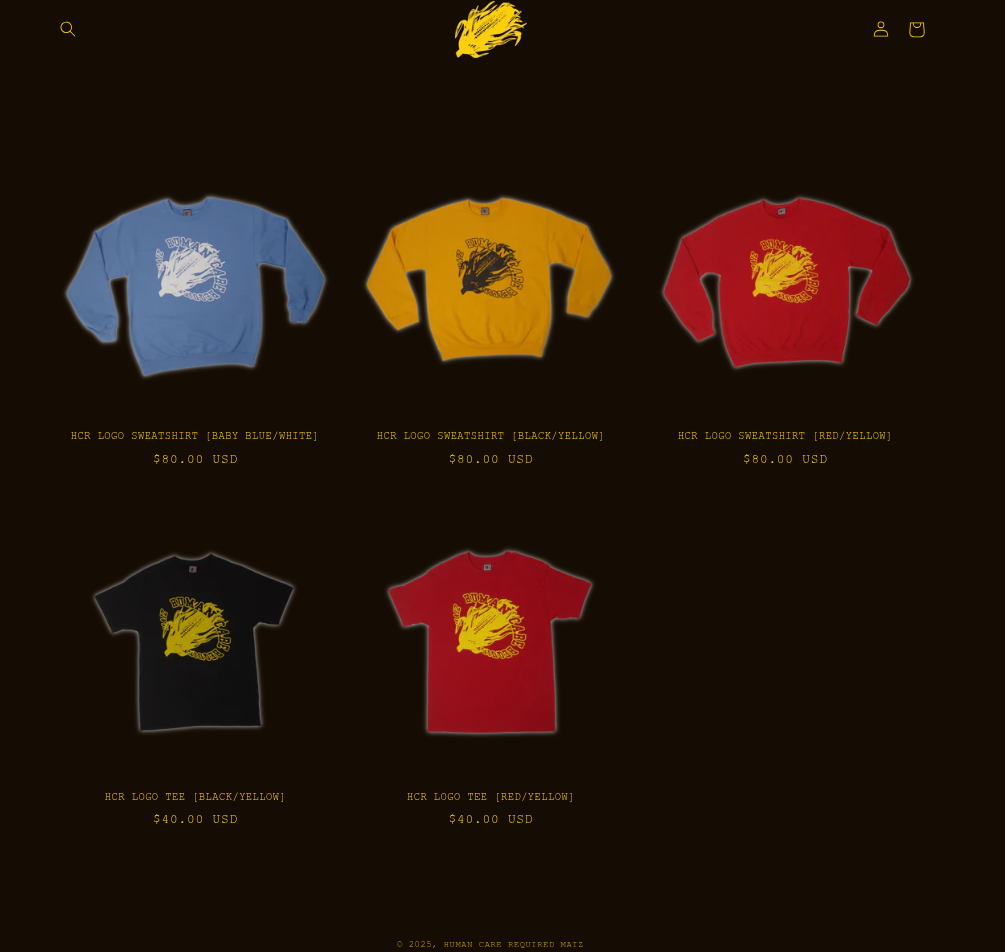 HCR LOGO SWEATSHIRT [BABY BLUE/WHITE]
$80.00 USD
HCR LOGO SWEATSHIRT [BLACK/YELLOW]
$80.00 USD
HCR LOGO SWEATSHIRT [RED/YELLOW]
$80.00 USD
HCR LOGO TEE [BLACK/YELLOW]
$40.00 USD
HCR LOGO TEE [RED/YELLOW]
$40.00 USD
© 2025, HUMAN CARE REQUIRED MAIZ